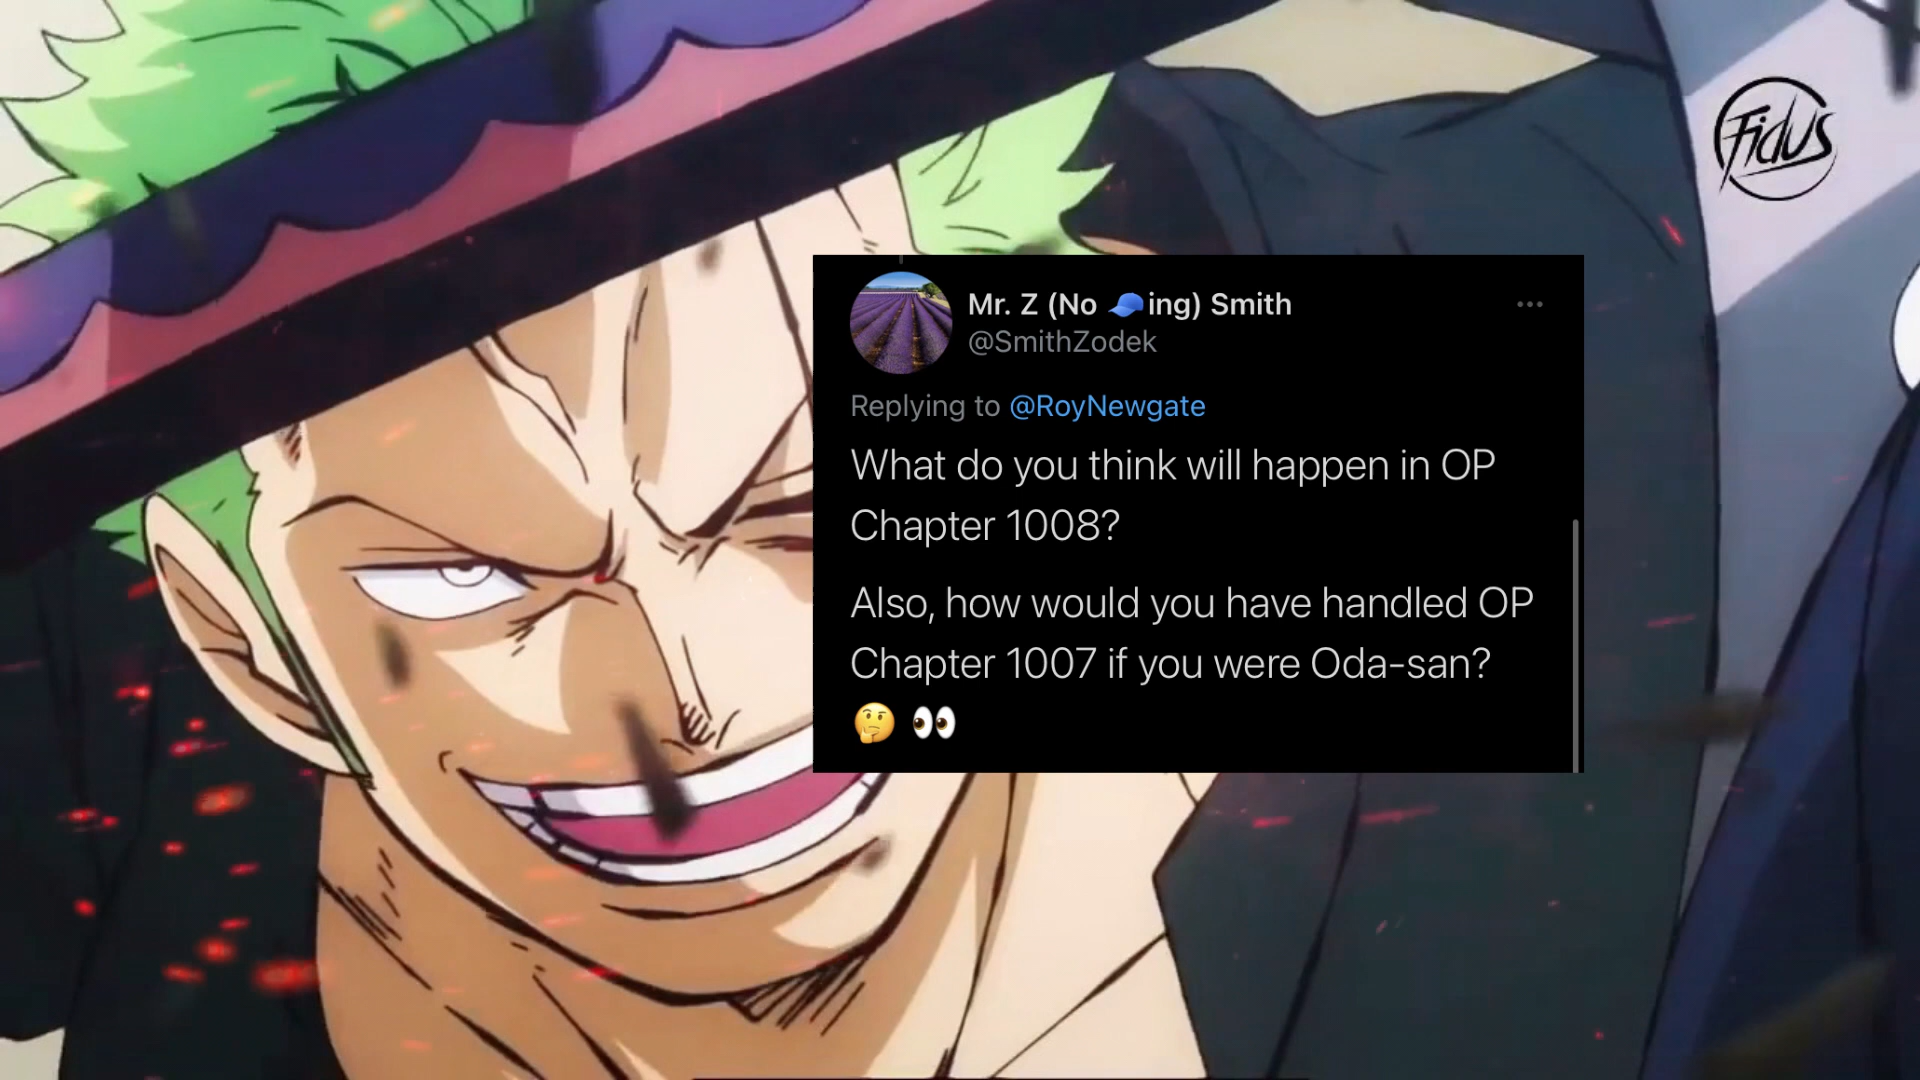 Fidus
Mr. Z (No 🧢ing) Smith
@SmithZodek
Replying to @RoyNewgate
What do you think will happen in OP
Chapter 1008?
Also, how would you have handled OP
Chapter 1007 if you were Oda-san?
🤔 👀